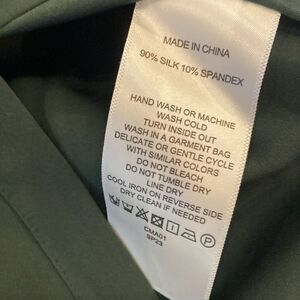 MADE IN CHINA
90% SILK 10% SPANDEX
HAND WASH OR MACHINE
WASH COLD
TURN INSIDE OUT
WASH IN A GARMENT BAG
DELICATE OR GENTLE CYCLE
WITH SIMILAR COLORS
DO NOT BLEACH
DO NOT TUMBLE DRY
LINE DRY
COOL IRON ON REVERSE SIDE
DRY CLEAN IF NEEDED
P
CMA01
SP23